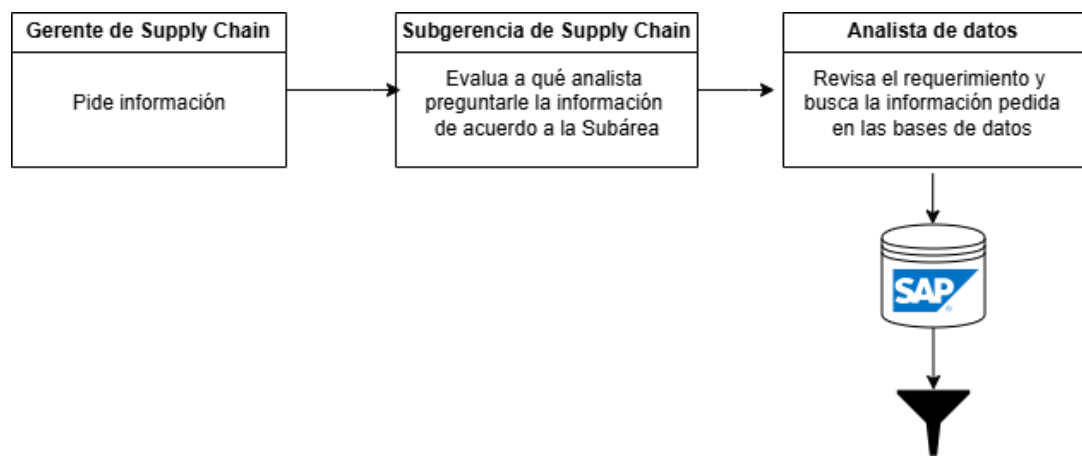 Gerente de Supply Chain
Pide información
Subgerencia de Supply Chain
Evalua a qué analista
preguntarle la información
de acuerdo a la Subárea
Analista de datos
Revisa el requerimiento y
busca la información pedida
en las bases de datos
SAP